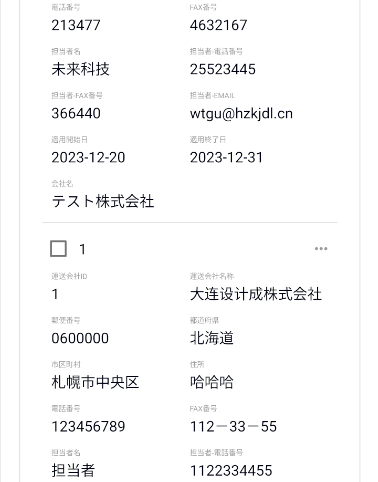 電話番号 FAX番号
213477 4632167
担当者名 担当者-電話番号
未来科技 25523445
担当者-FAX番号 担当者-EMAIL
366440 wtgu@hzkjdl.cn
適用開始日 適用終了日
2023-12-20 2023-12-31
会社名
テスト株式会社
1
運送会社ID 運送会社名称
1 大连设计成株式会社
郵便番号 都道府県
0600000 北海道
市区町村 住所
札幌市中央区 哈哈哈
電話番号 FAX番号
123456789 112－33－55
担当者名 担当者-電話番号
担当者 1122334455